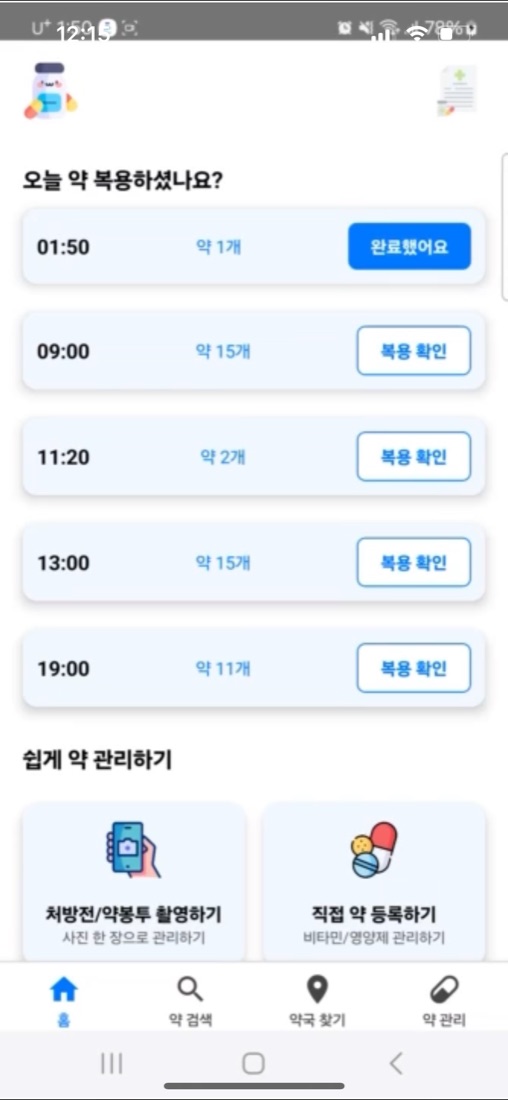 12:15
78%
오늘 약 복용하셨나요?
01:50 약 1개 완료했어요
09:00 약 15개 복용 확인
11:20 약 2개 복용 확인
13:00 약 15개 복용 확인
19:00 약 11개 복용 확인
쉽게 약 관리하기
처방전/약봉투 촬영하기
사진 한 장으로 관리하기
직접 약 등록하기
비타민/영양제 관리하기
홈 약 검색 약국 찾기 약 관리